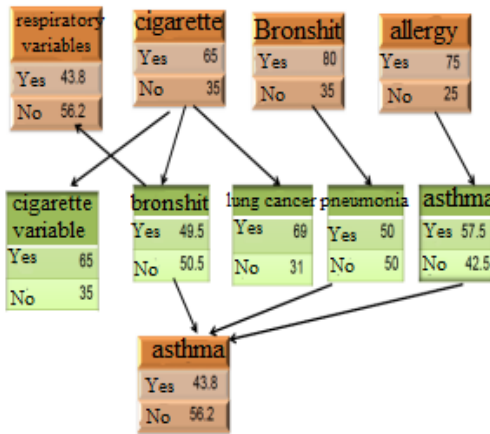 respiratory
variables
Yes 43.8
No 56.2
cigarette
Yes 65
No 35
Bronshit
Yes 80
No 35
allergy
Yes 75
No 25
cigarette
variable
Yes 65
No 35
bronshit
Yes 49.5
No 50.5
lung cancer
Yes 69
No 31
pneumonia
Yes 50
No 50
asthma
Yes 57.5
No 42.5
asthma
Yes 43.8
No 56.2